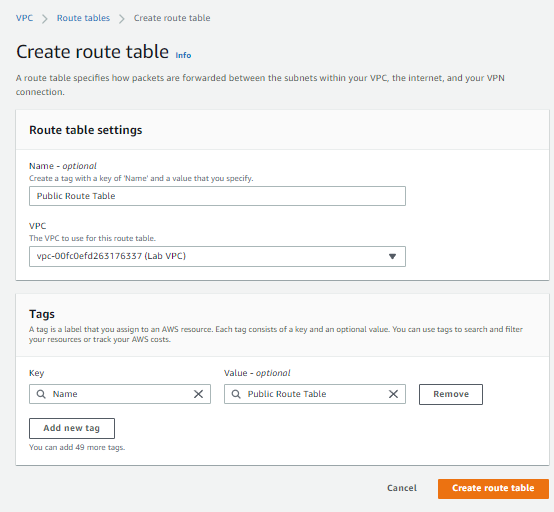 VPC > Route tables > Create route table
Create route table Info
A route table specifies how packets are forwarded between the subnets within your VPC, the internet, and your VPN
connection.
Route table settings
Name - optional
Create a tag with a key of 'Name' and a value that you specify.
Public Route Table
VPC
The VPC to use for this route table.
vpc-00fc0efd263176337 (Lab VPC)
Tags
A tag is a label that you assign to an AWS resource. Each tag consists of a key and an optional value. You can use tags to search and filter
your resources or track your AWS costs.
Key Value - optional
Name Public Route Table Remove
Add new tag
You can add 49 more tags.
Cancel Create route table